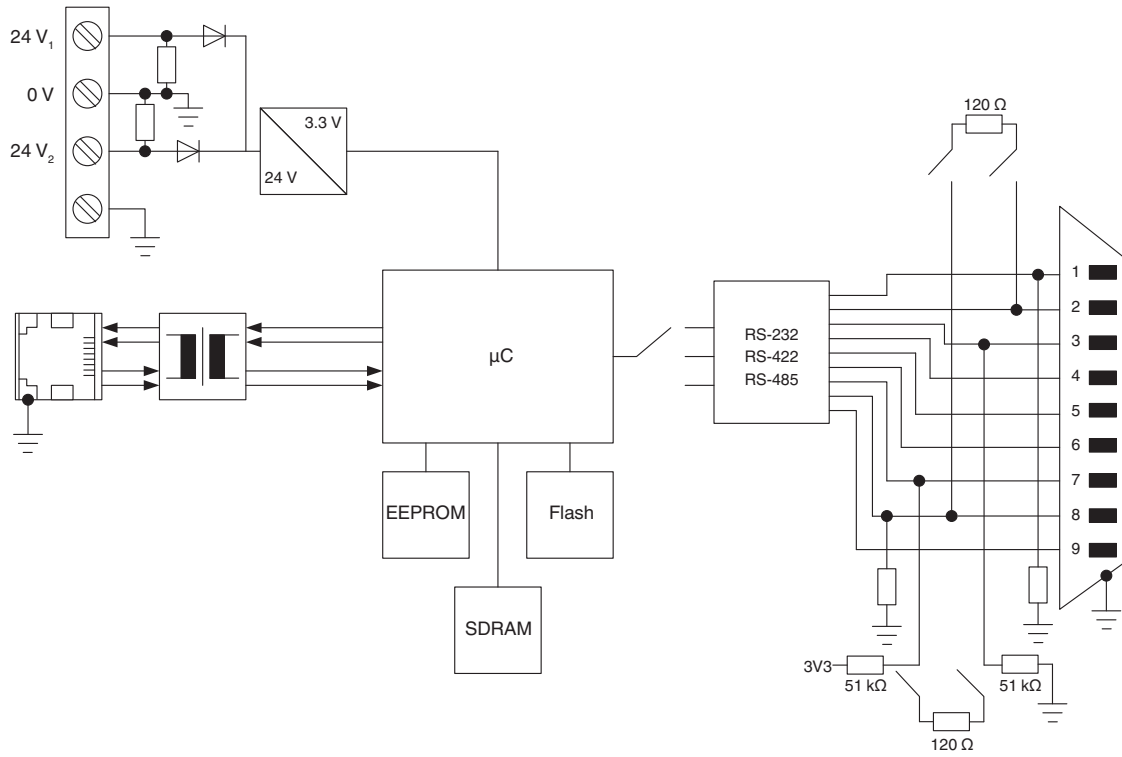 24 V₁
0 V
24 V₂
3.3 V
24 V
120 Ω
µC
RS-232
RS-422
RS-485
1
2
3
4
5
6
7
8
9
EEPROM
Flash
SDRAM
3V3
51 kΩ
51 kΩ
120 Ω